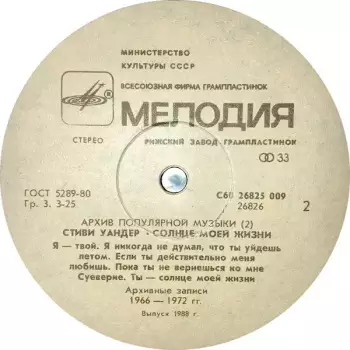 МИНИСТЕРСТВО
КУЛЬТУРЫ СССР
ВСЕСОЮЗНАЯ ФИРМА ГРАМПЛАСТИНОК
МЕЛОДИЯ
СТЕРЕО
РИЖСКИЙ ЗАВОД ГРАМПЛАСТИНОК
33
ГОСТ 5289-80
С60 26825 009
Гр. 3. 3-25
26826
2
АРХИВ ПОПУЛЯРНОЙ МУЗЫКИ (2)
СТИВИ УАНДЕР · СОЛНЦЕ МОЕЙ ЖИЗНИ
Я — твой. Я никогда не думал, что ты уйдешь
летом. Если ты действительно меня
любишь. Пока ты не вернешься ко мне
Суеверие. Ты — солнце моей жизни
Архивные записи
1966 — 1972 гг.
Выпуск 1988 г.